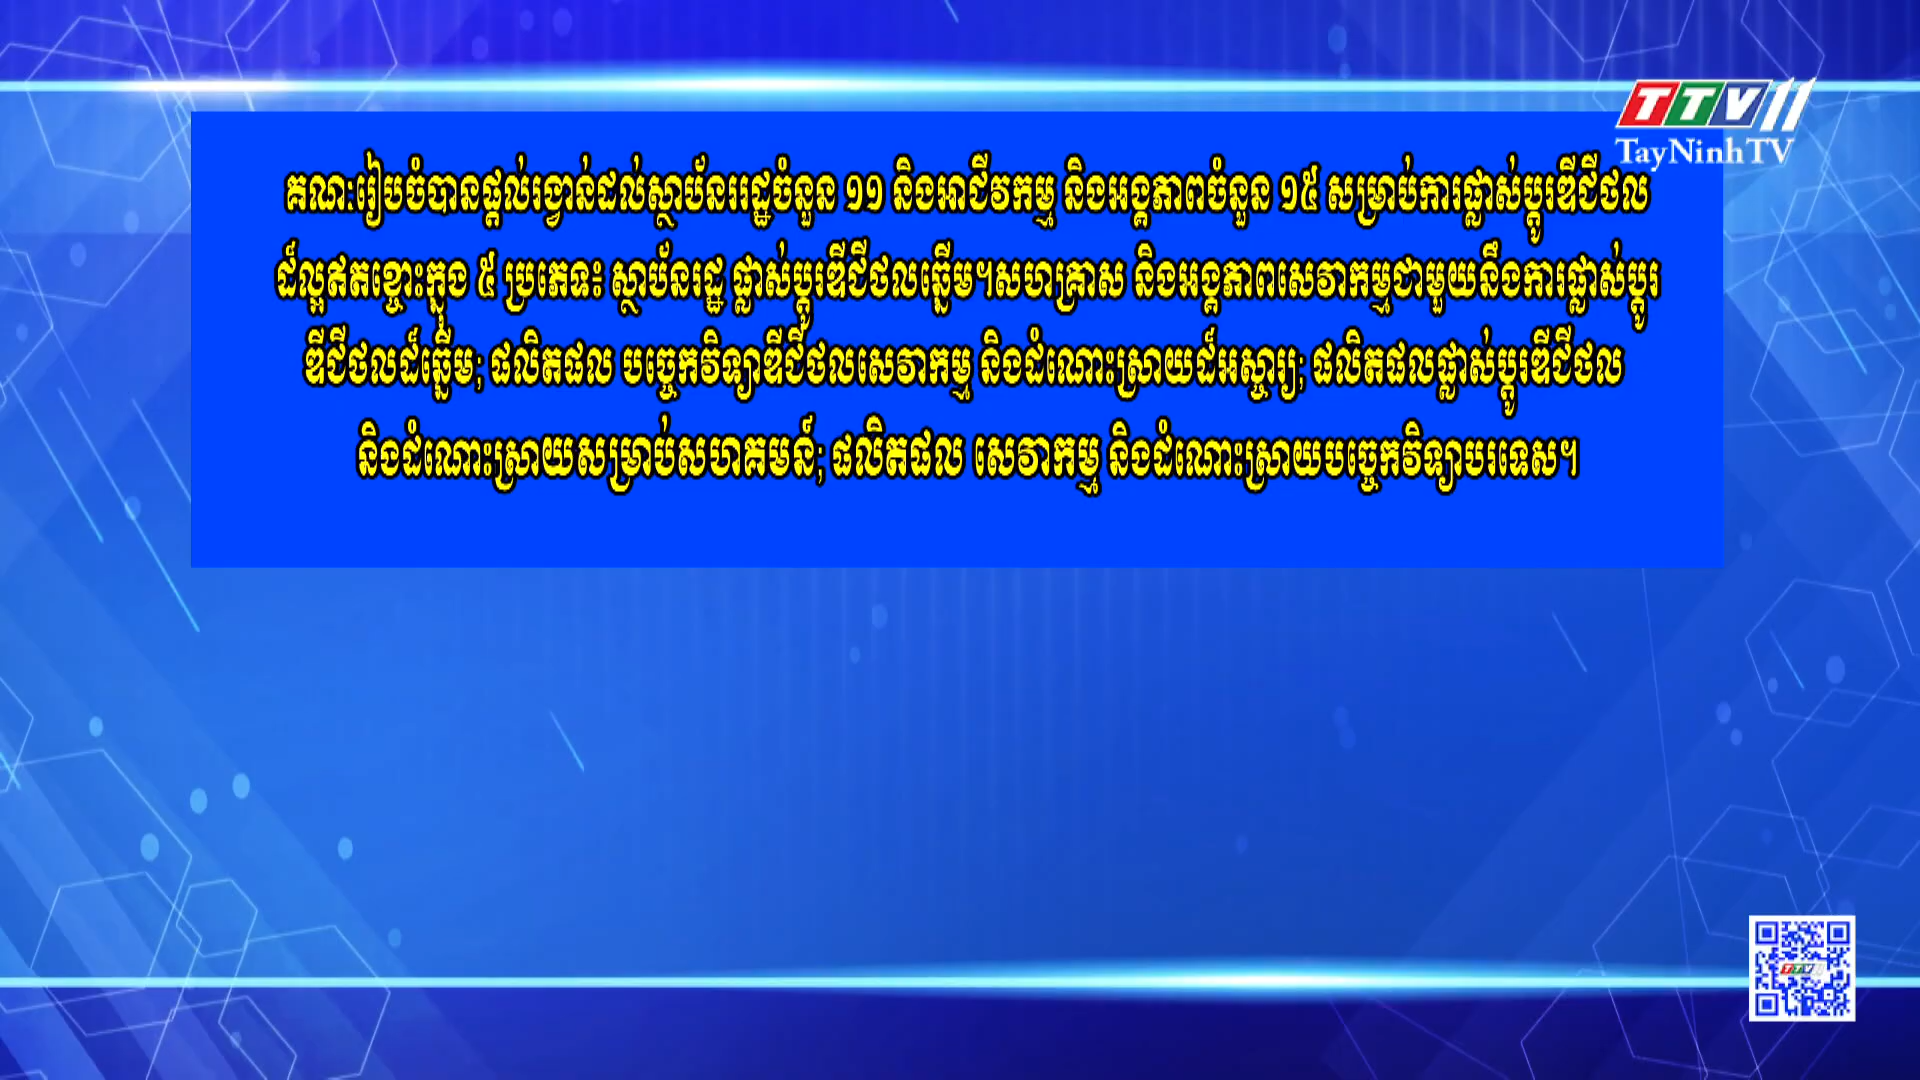 TTV11
TayNinhTV
គណៈរៀបចំបានផ្តល់រង្វាន់ដល់ស្ថាប័នររដ្ឋចំនួន ១១ និងអាជីវកម្ម និងអង្គភាពចំនួន ១៥ សម្រាប់ការផ្លាស់ប្តូរឌីជីថល
ដ៏ល្អឥតខ្ចោះក្នុង ៥ ប្រភេទ៖ ស្ថាប័នរដ្ឋ ផ្លាស់ប្តូរឌីជីថលឆ្នើម។សហគ្រាស និងអង្គភាពសេវាកម្មជាមួយនឹងការផ្លាស់ប្តូរ
ឌីជីថលដ៏ឆ្នើម; ផលិតផល បច្ចេកវិទ្យាឌីជីថលសេវាកម្ម និងដំណោះស្រាយដ៏អស្ចារ្យ; ផលិតផលផ្លាស់ប្តូរឌីជីថល
និងដំណោះស្រាយសម្រាប់សហគមន៍; ផលិតផល សេវាកម្ម និងដំណោះស្រាយបច្ចេកវិទ្យាបរទេស។
TTV11